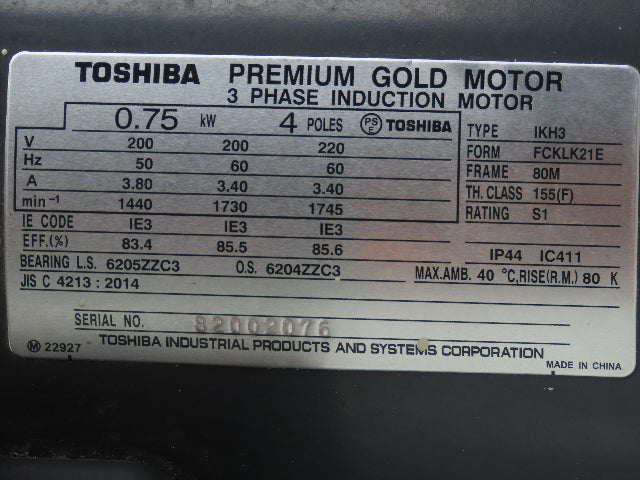 TOSHIBA PREMIUM GOLD MOTOR
3 PHASE INDUCTION MOTOR
0.75 kW 4 POLES PS E TOSHIBA
V 200 200 220
Hz 50 60 60
A 3.80 3.40 3.40
min⁻¹ 1440 1730 1745
IE CODE IE3 IE3 IE3
EFF.(%) 83.4 85.5 85.6
TYPE IKH3
FORM FCKLK21E
FRAME 80M
TH. CLASS 155(F)
RATING S1
IP44 IC411
BEARING L.S. 6205ZZC3 O.S. 6204ZZC3
MAX.AMB. 40 °C,RISE(R.M.) 80 K
JIS C 4213 : 2014
SERIAL NO. 82002076
M 22927 TOSHIBA INDUSTRIAL PRODUCTS AND SYSTEMS CORPORATION
MADE IN CHINA